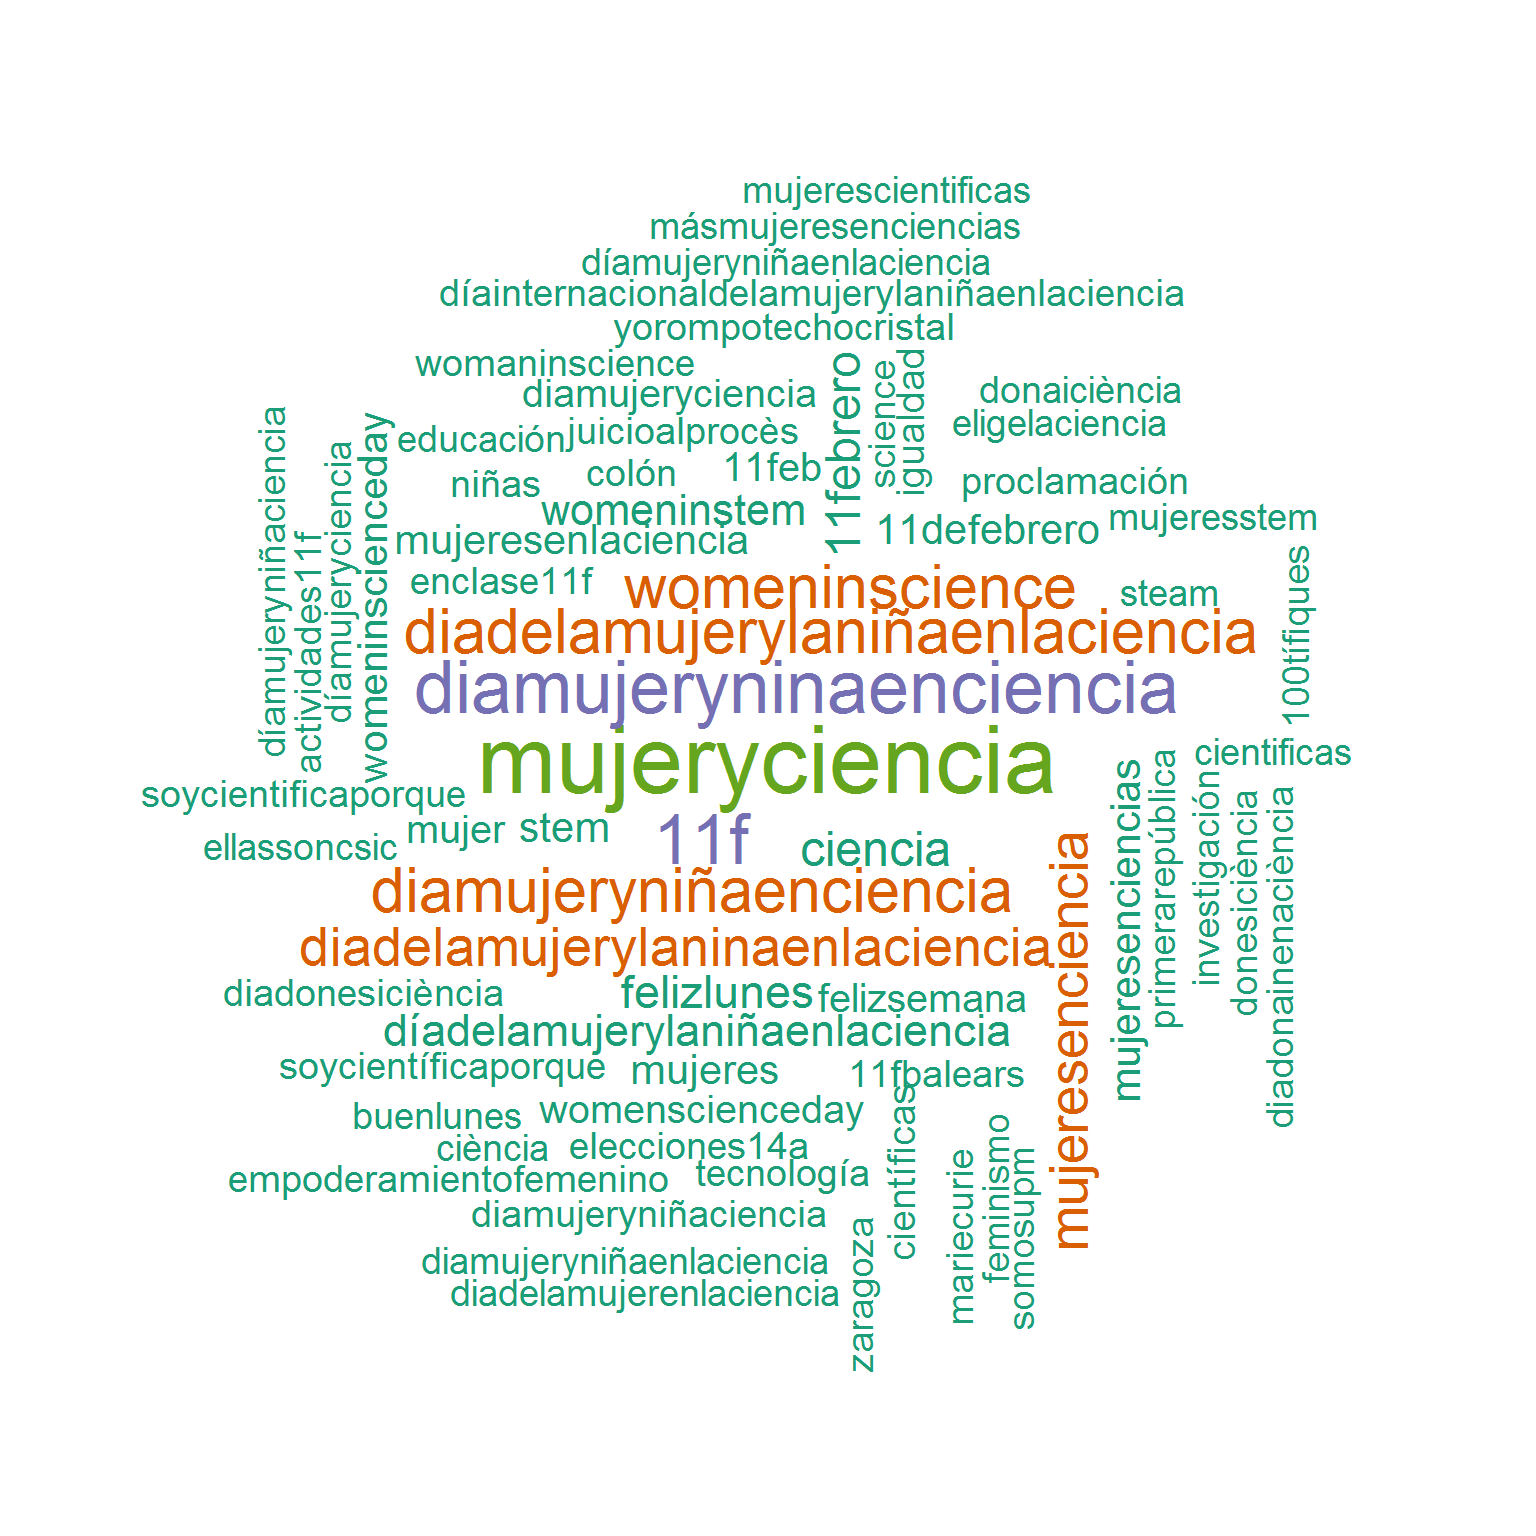 mujerescientificas
másmujeresenciencias
díamujeryniñaenlaciencia
díainternacionaldelamujerylaniñaenlaciencia
yorompotechocristal
womaninscience
diamujeryciencia
11febrero
science
igualdad
donaiciència
eligelaciencia
educación
juicioalprocès
niñas
colón
11feb
proclamación
womeninstem
11defebrero
mujeresstem
mujeresenlaciencia
díamujeryniñaciencia
actividades11f
díamujeryciencia
womeninscienceday
enclase11f
womeninscience
steam
100tífiques
diadelamujerylaniñaenlaciencia
diamujeryninaenciencia
mujeryciencia
cientificas
soycientificaporque
mujer
stem
11f
ciencia
ellassoncsic
mujeresenciencia
mujeresenciencias
primerarepública
investigación
donesiciència
diadonainenaciència
diamujeryniñaenciencia
diadelamujerylaninaenlaciencia
diadonesiciència
felizlunes
felizsemana
díadelamujerylaniñaenlaciencia
soycientíficaporque
mujeres
11fbalears
buenlunes
womenscienceday
científicas
ciència
elecciones14a
empoderamientofemenino
tecnología
mariecurie
feminismo
somosupm
diamujeryniñaciencia
zaragoza
diamujeryniñaenlaciencia
diadelamujerenlaciencia